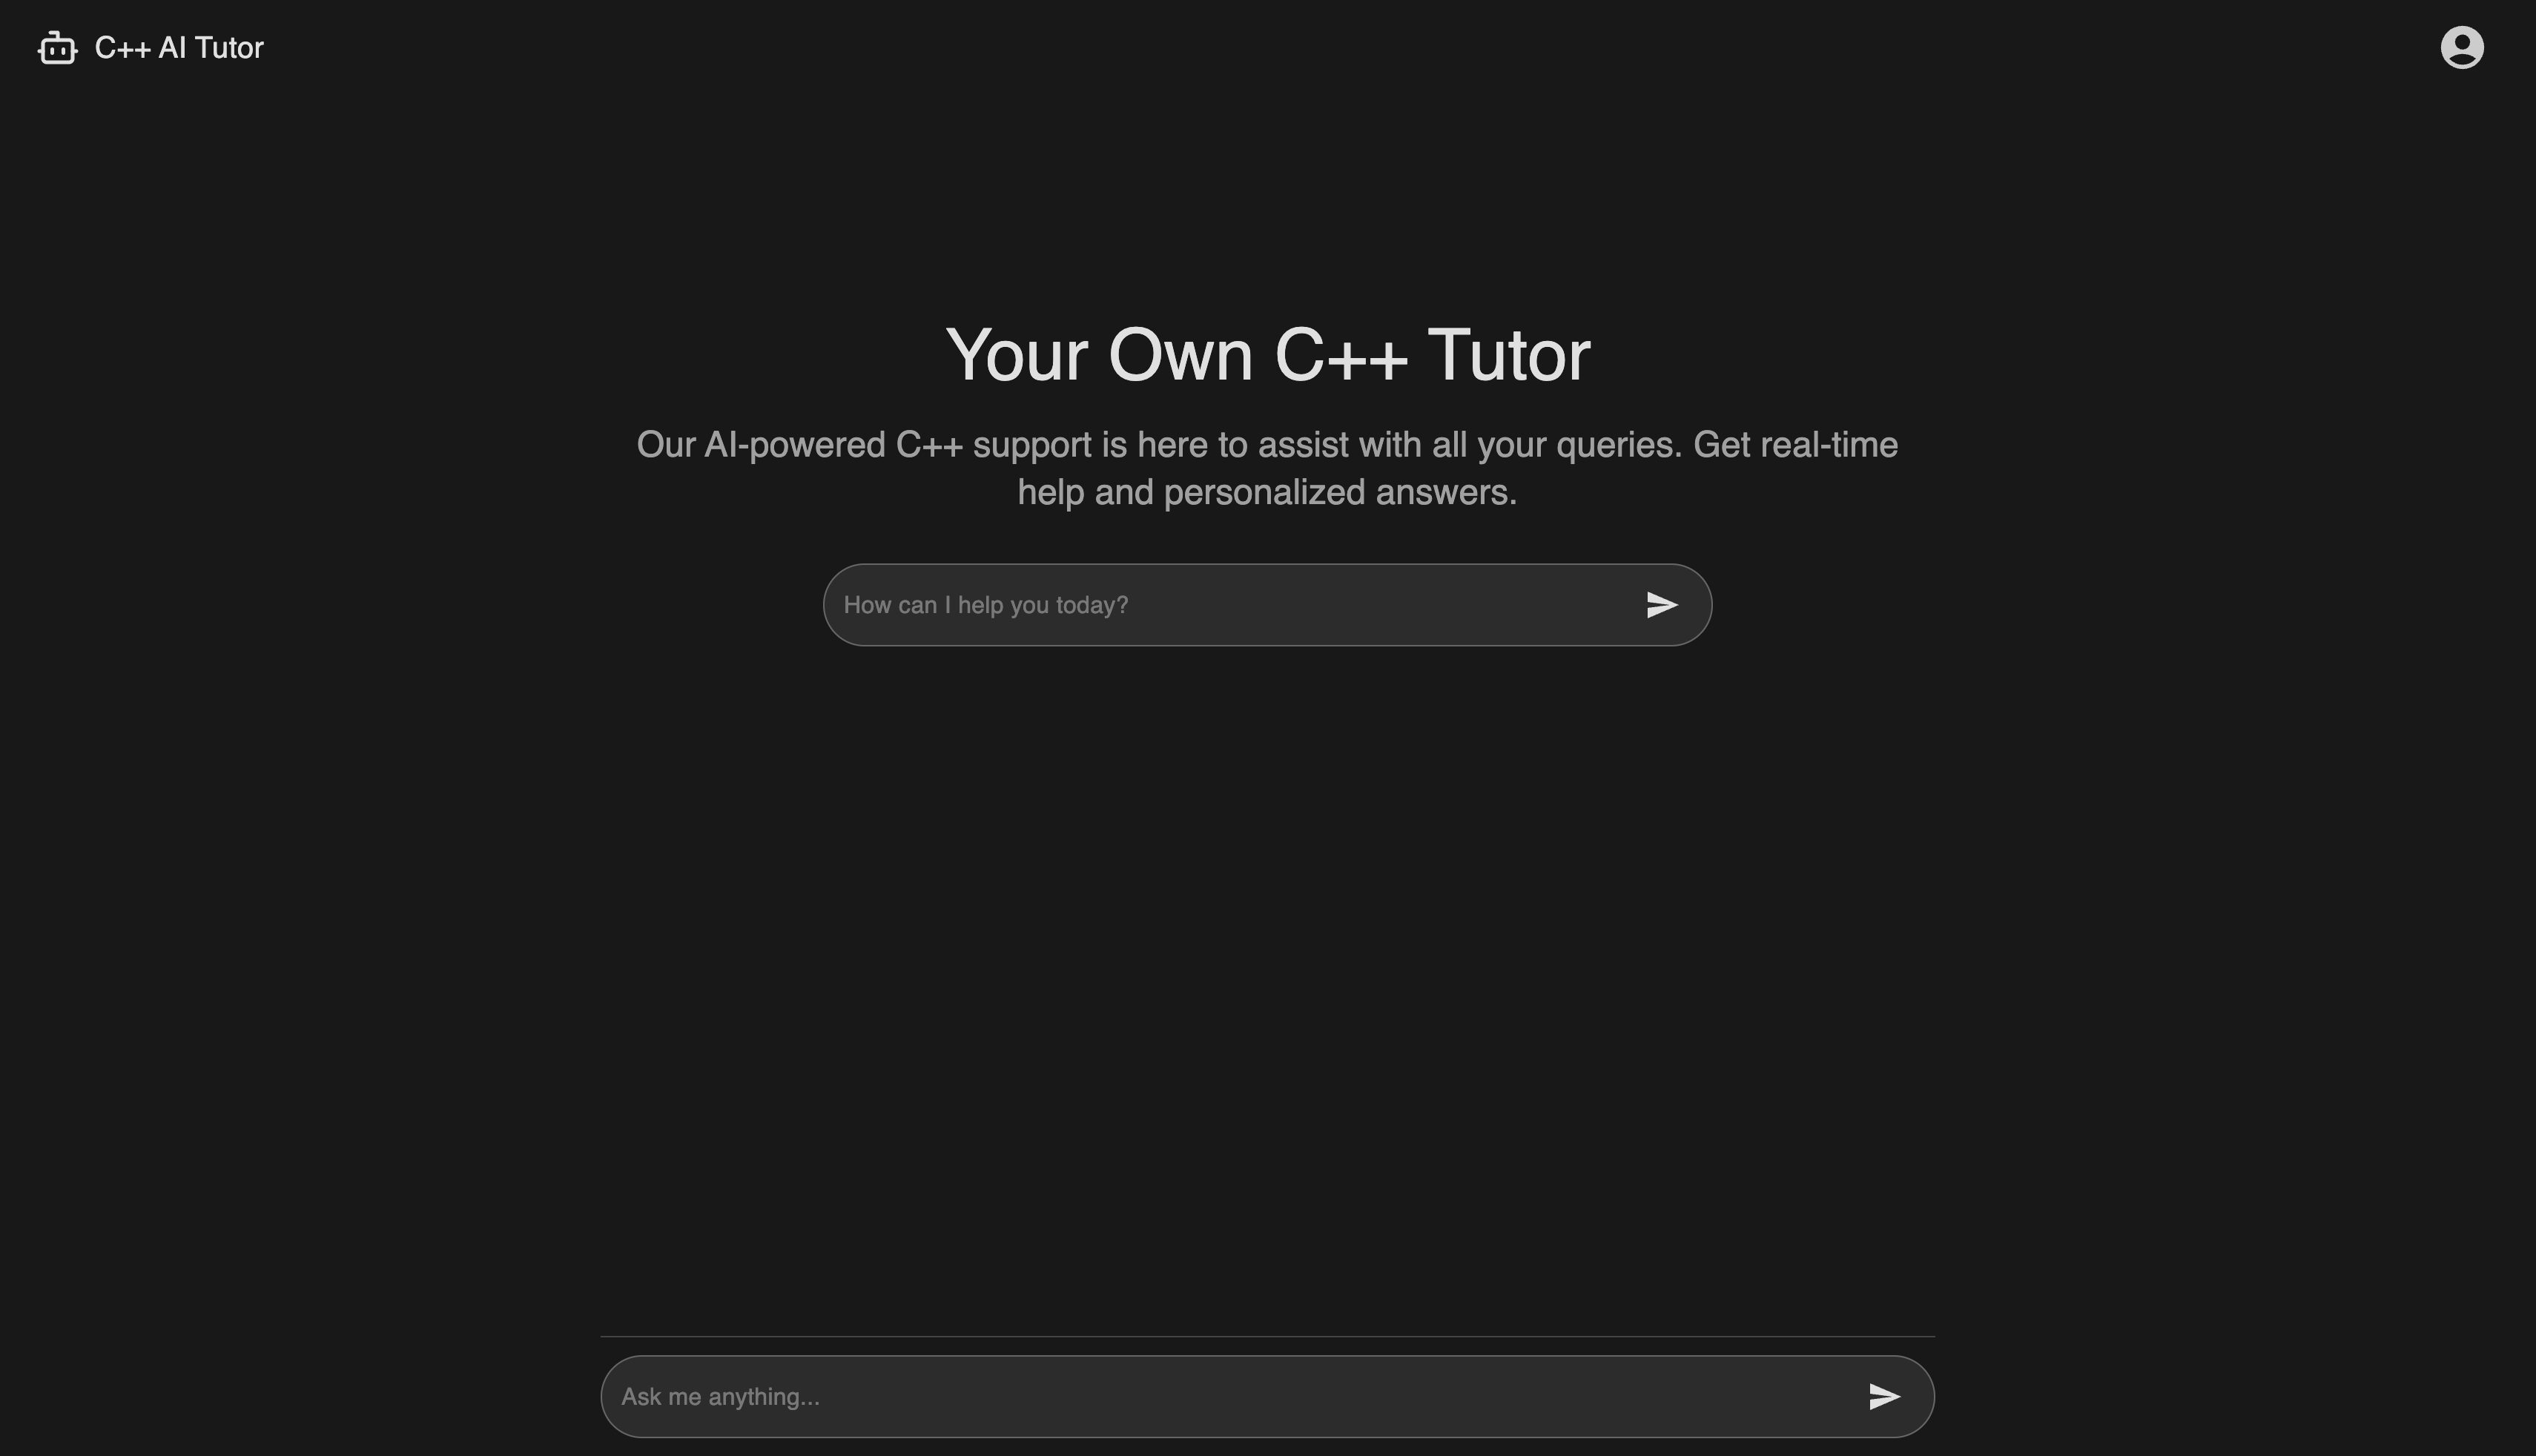 C++ AI Tutor
Your Own C++ Tutor
Our AI-powered C++ support is here to assist with all your queries. Get real-time
help and personalized answers.
How can I help you today?
Ask me anything...